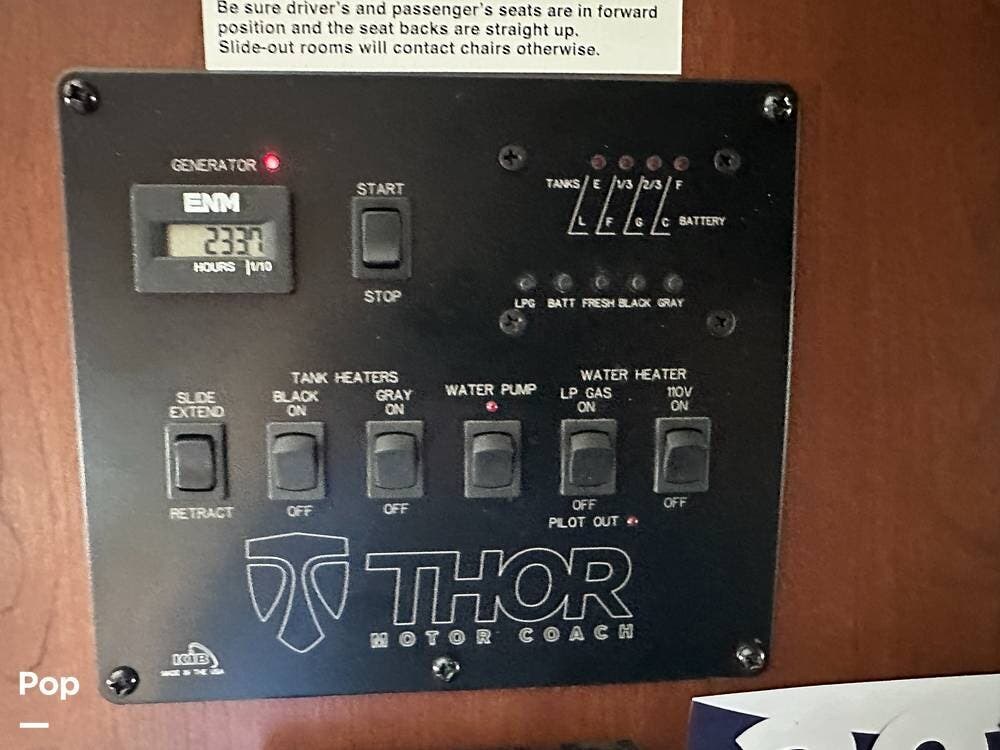 Be sure driver's and passenger's seats are in forward
position and the seat backs are straight up.
Slide-out rooms will contact chairs otherwise.
GENERATOR
ENM
2337
HOURS 1/10
START
STOP
TANKS E 1/3 2/3 F
L F G C BATTERY
LPG BATT FRESH BLACK GRAY
SLIDE
EXTEND
RETRACT
TANK HEATERS
BLACK
ON
OFF
GRAY
ON
OFF
WATER PUMP
WATER HEATER
LP GAS
ON
OFF
PILOT OUT
110V
ON
OFF
THOR
MOTOR COACH
KIB
MADE IN THE USA
Pop